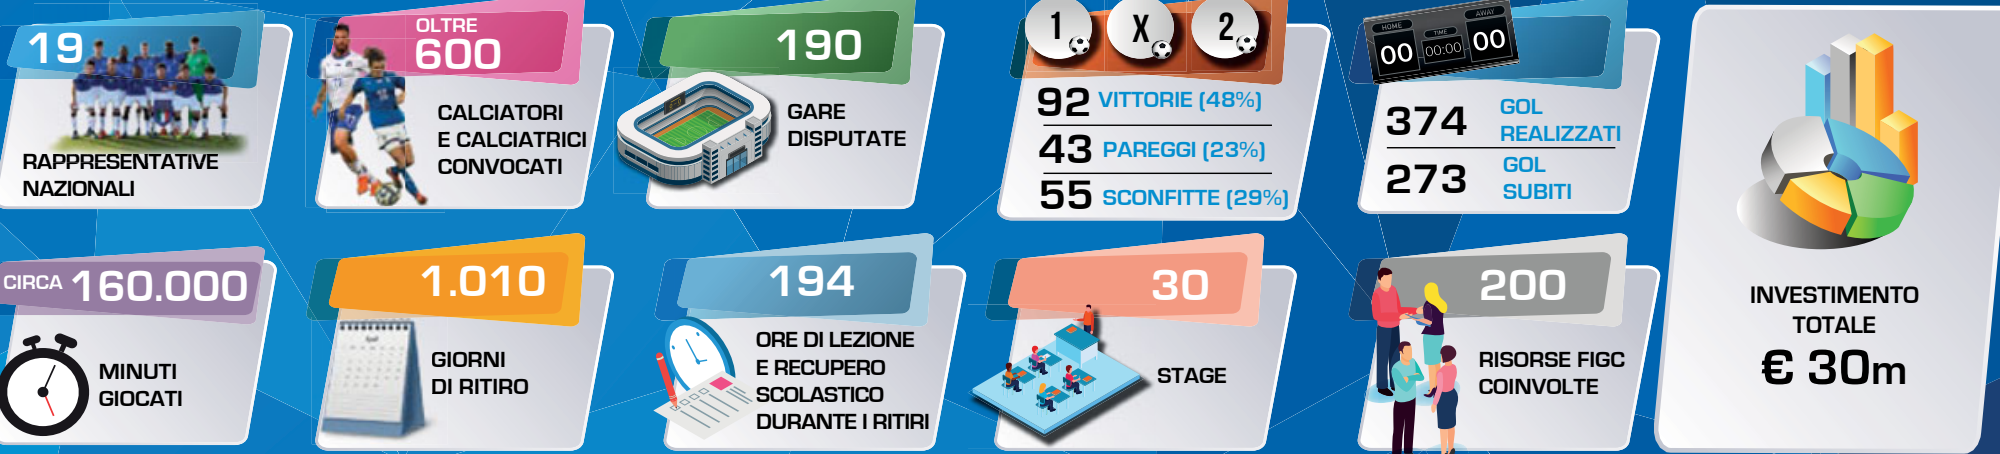 19
RAPPRESENTATIVE
NAZIONALI
OLTRE
600
CALCIATORI
E CALCIATRICI
CONVOCATI
190
GARE
DISPUTATE
1 X 2
92 VITTORIE (48%)
43 PAREGGI (23%)
55 SCONFITTE (29%)
HOME
AWAY
TIME
00 00:00 00
374 GOL
REALIZZATI
273 GOL
SUBITI
CIRCA 160.000
MINUTI
GIOCATI
1.010
GIORNI
DI RITIRO
194
ORE DI LEZIONE
E RECUPERO
SCOLASTICO
DURANTE I RITIRI
30
STAGE
200
RISORSE FIGC
COINVOLTE
INVESTIMENTO
TOTALE
€ 30m